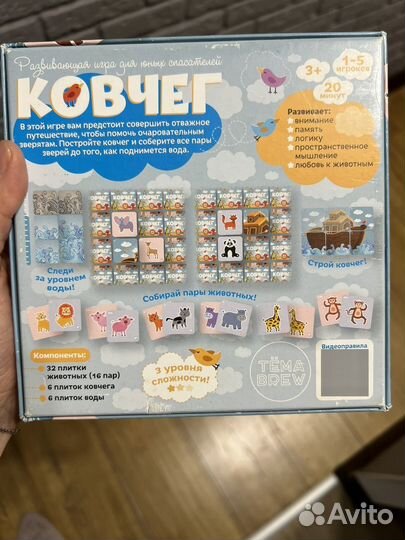 Развивающая игра для юных спасателей
КОВЧЕГ
3+
1-5
игроков
20
минут
В этой игре вам предстоит совершить отважное
путешествие, чтобы помочь очаровательным
зверятам. Постройте ковчег и соберите все пары
зверей до того, как поднимется вода.
Развивает:
внимание
память
логику
пространственное
мышление
любовь к животным
КОВЧЕГ КОВЧЕГ
Следи
за уровнем
воды!
Строй ковчег!
Собирай пары животных!
Компоненты:
32 плитки
животных (16 пар)
6 плиток ковчега
6 плиток воды
3 уровня
сложности!
ТЁМА
BREW
Видеоправила
Avito